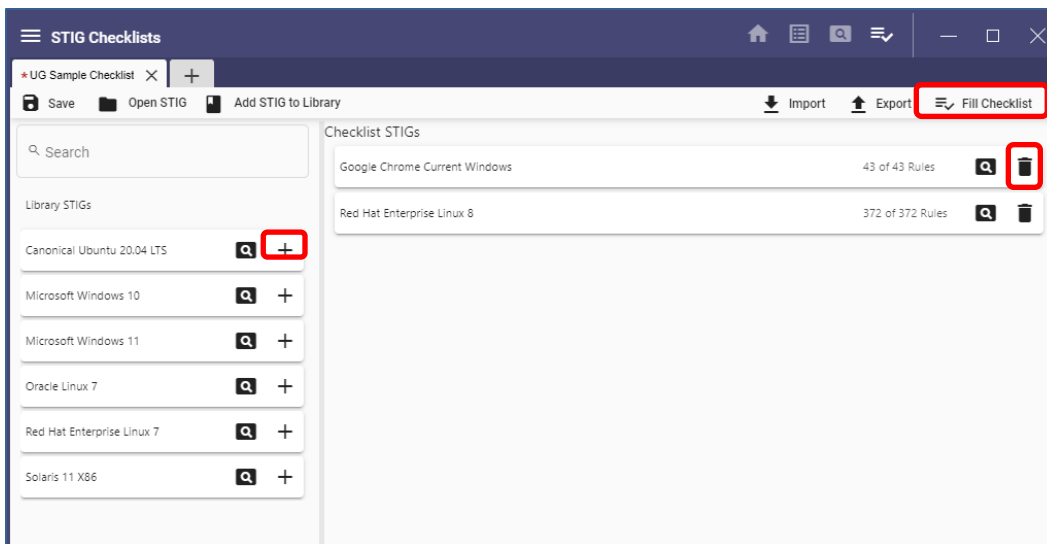 STIG Checklists
*UG Sample Checklist
Save Open STIG Add STIG to Library Import Export Fill Checklist
Search
Library STIGs
Canonical Ubuntu 20.04 LTS
Microsoft Windows 10
Microsoft Windows 11
Oracle Linux 7
Red Hat Enterprise Linux 7
Solaris 11 X86
Checklist STIGs
Google Chrome Current Windows 43 of 43 Rules
Red Hat Enterprise Linux 8 372 of 372 Rules